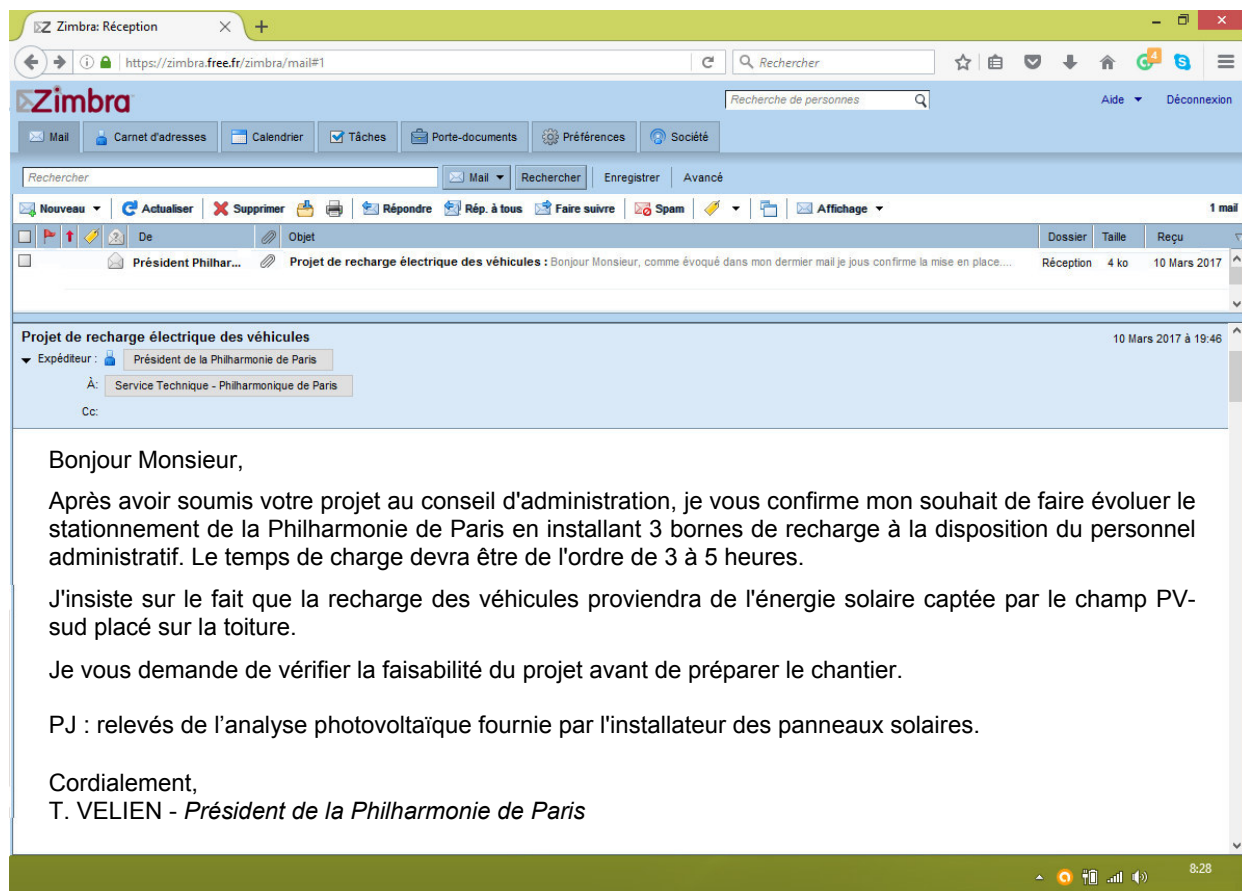 Zimbra: Réception
https://zimbra.free.fr/zimbra/mail#1
Rechercher
4
Zimbra
Recherche de personnes
Aide
Déconnexion
Mail Carnet d'adresses Calendrier Tâches Porte-documents Préférences Société
Rechercher Mail Rechercher Enregistrer Avancé
Nouveau Actualiser Supprimer Répondre Rép. à tous Faire suivre Spam Affichage 1 mail
De Objet Dossier Taille Reçu
Président Philhar... Projet de recharge électrique des véhicules : Bonjour Monsieur, comme évoqué dans mon dermier mail je jous confirme la mise en place.... Réception 4 ko 10 Mars 2017
Projet de recharge électrique des véhicules 10 Mars 2017 à 19:46
Expéditeur : Président de la Philharmonie de Paris
À: Service Technique - Philharmonique de Paris
Cc:
Bonjour Monsieur,
Après avoir soumis votre projet au conseil d'administration, je vous confirme mon souhait de faire évoluer le
stationnement de la Philharmonie de Paris en installant 3 bornes de recharge à la disposition du personnel
administratif. Le temps de charge devra être de l'ordre de 3 à 5 heures.
J'insiste sur le fait que la recharge des véhicules proviendra de l'énergie solaire captée par le champ PV-
sud placé sur la toiture.
Je vous demande de vérifier la faisabilité du projet avant de préparer le chantier.
PJ : relevés de l’analyse photovoltaïque fournie par l'installateur des panneaux solaires.
Cordialement,
T. VELIEN - Président de la Philharmonie de Paris
8:28